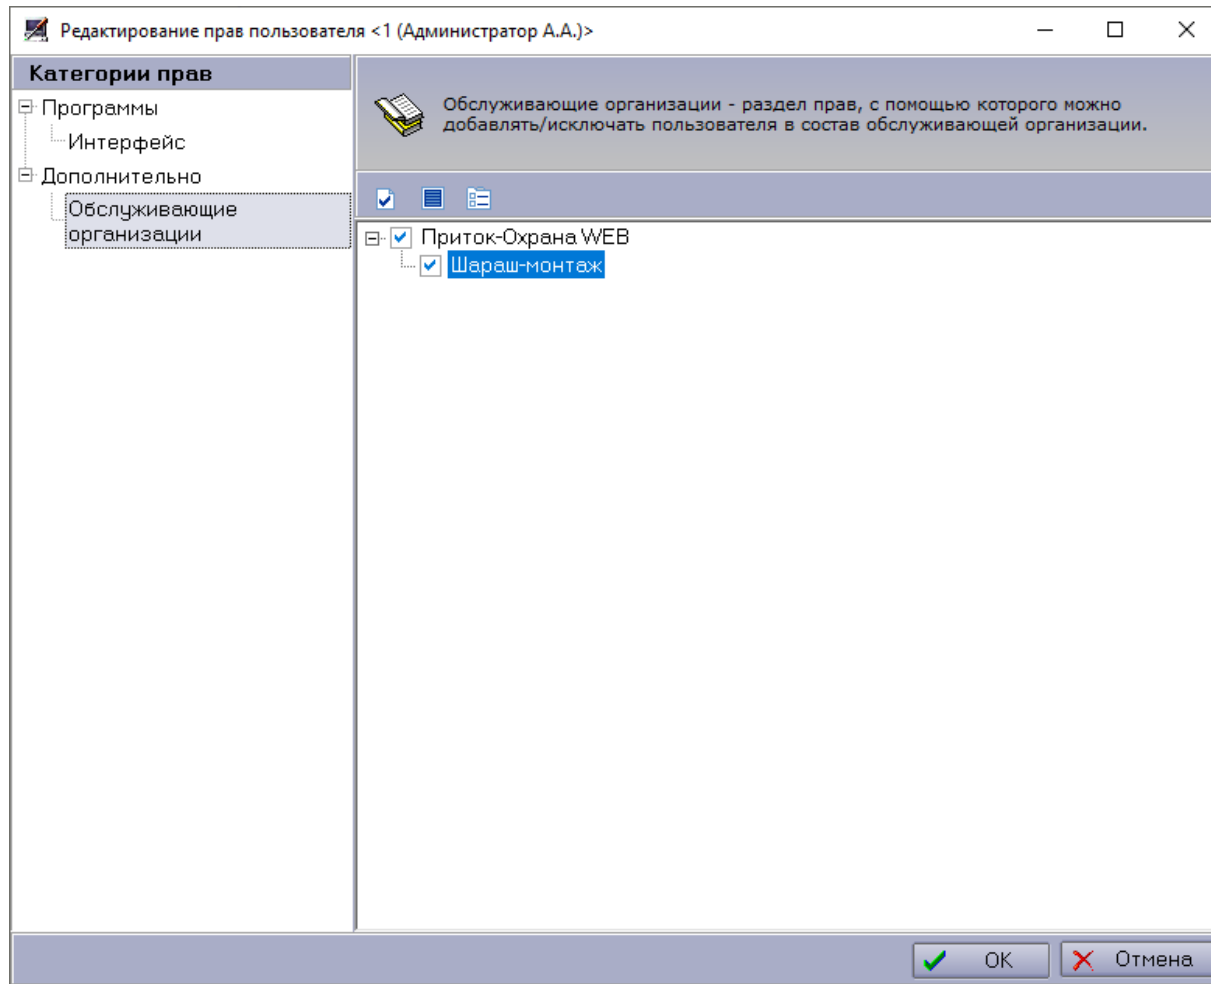 Редактирование прав пользователя <1 (Администратор А.А.)>
Категории прав
Программы
Интерфейс
Дополнительно
Обслуживающие
организации
Обслуживающие организации - раздел прав, с помощью которого можно
добавлять/исключать пользователя в состав обслуживающей организации.
Приток-Охрана WEB
Шараш-монтаж
OK
Отмена